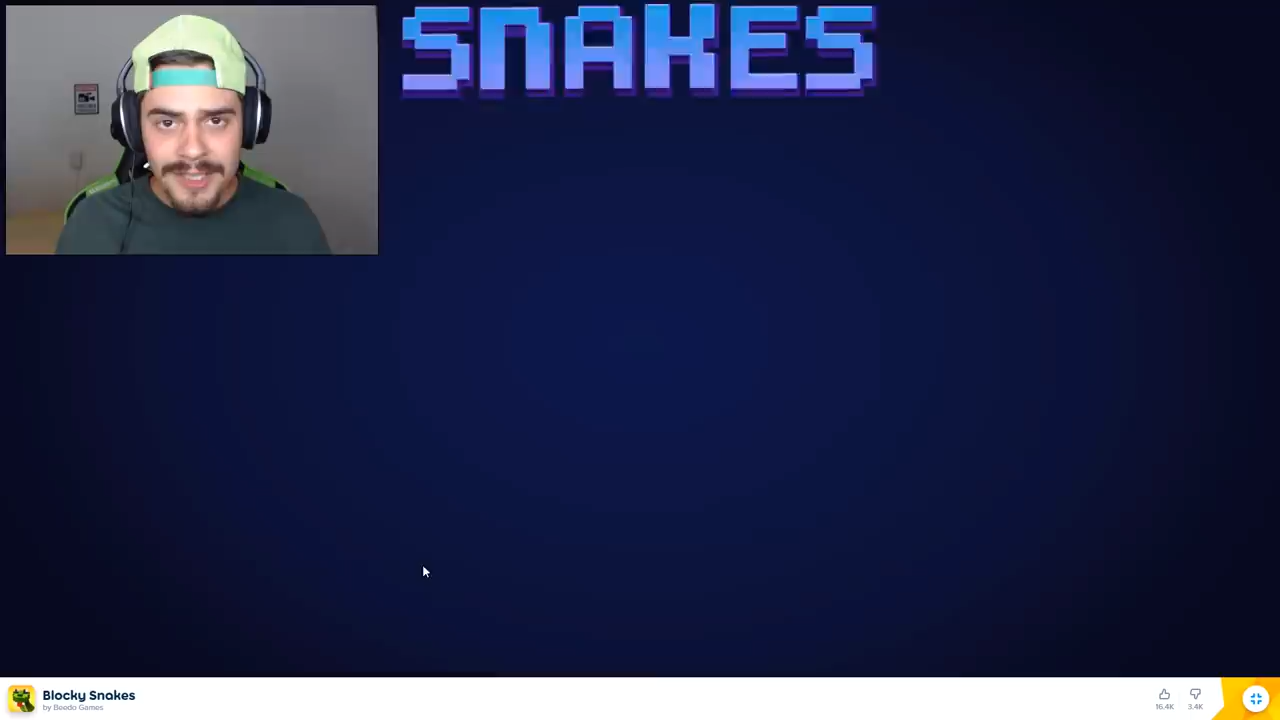 SNAKES
Blocky Snakes
by Beedo Games
16.4K
3.4K